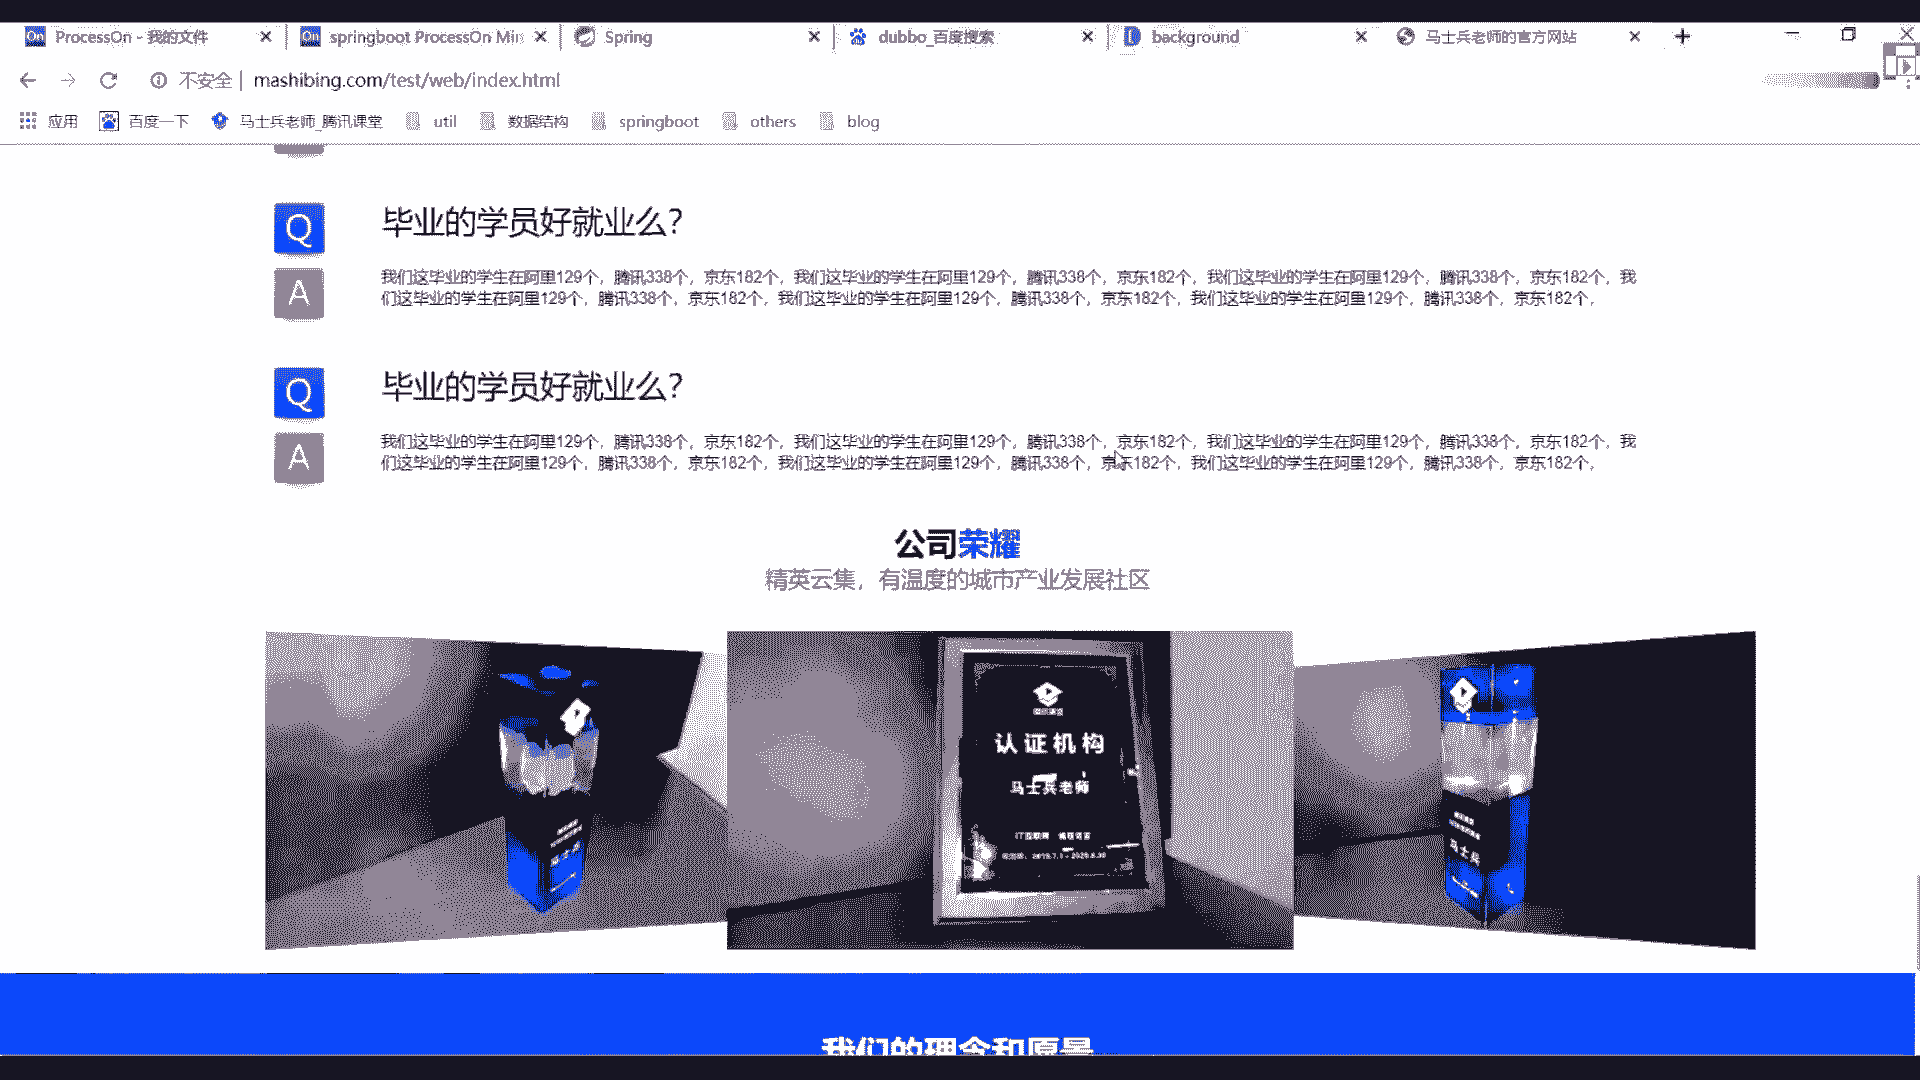 ProcessOn - 我的文件
springboot ProcessOn Min
Spring
dubbo_百度搜索
background
马士兵老师的官方网站
不安全
mashibing.com/test/web/index.html
应用
百度一下
马士兵老师_腾讯课堂
util
数据结构
springboot
others
blog
Q
毕业的学员好就业么？
A
我们这毕业的学生在阿里129个，腾讯338个，京东182个，我们这毕业的学生在阿里129个，腾讯338个，京东182个，我们这毕业的学生在阿里129个，腾讯338个，京东182个，我
们这毕业的学生在阿里129个，腾讯338个，京东182个，我们这毕业的学生在阿里129个，腾讯338个，京东182个，我们这毕业的学生在阿里129个，腾讯338个，京东182个，
Q
毕业的学员好就业么？
A
我们这毕业的学生在阿里129个，腾讯338个，京东182个，我们这毕业的学生在阿里129个，腾讯338个，京东182个，我们这毕业的学生在阿里129个，腾讯338个，京东182个，我
们这毕业的学生在阿里129个，腾讯338个，京东182个，我们这毕业的学生在阿里129个，腾讯338个，京东182个，我们这毕业的学生在阿里129个，腾讯338个，京东182个，
公司荣耀
精英云集，有温度的城市产业发展社区
认证机构
马士兵老师
马士兵
我们的理念和愿景